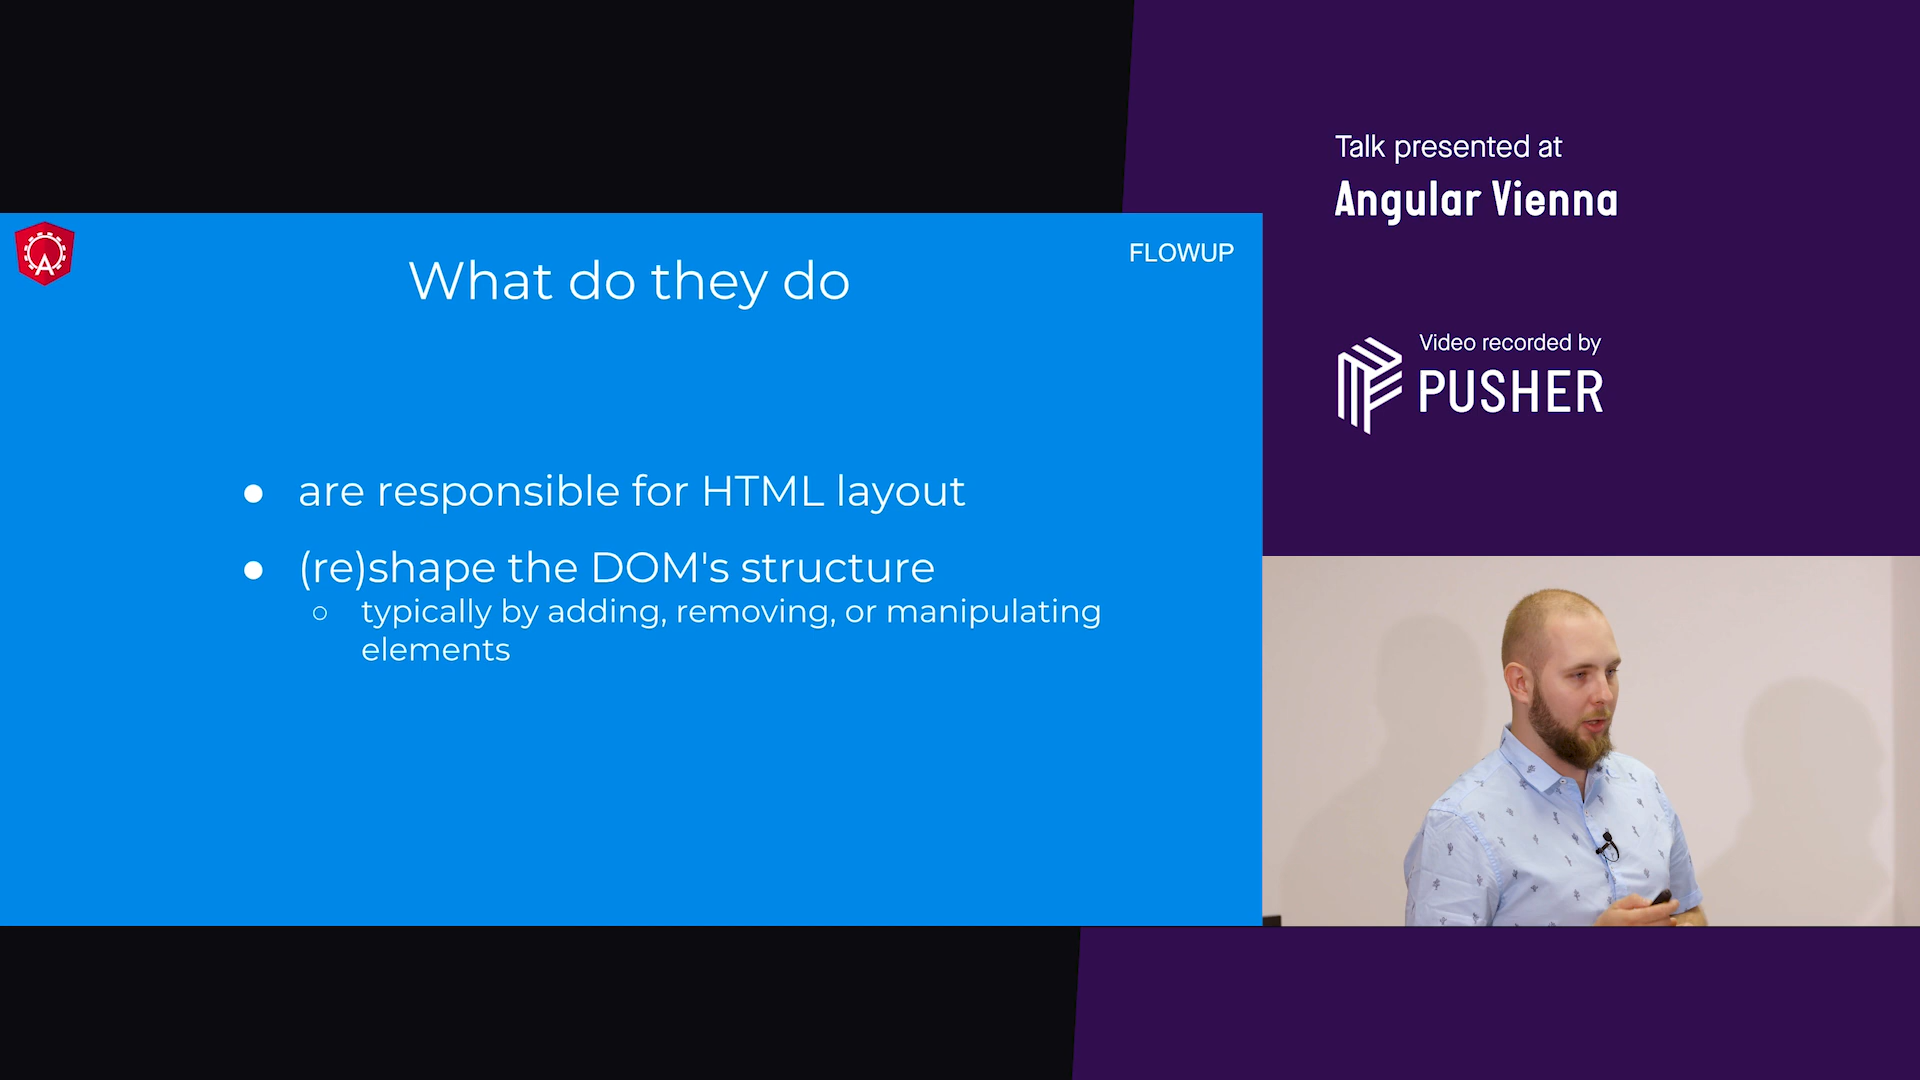 FLOWUP
What do they do
● are responsible for HTML layout
● (re)shape the DOM's structure
○ typically by adding, removing, or manipulating
elements
Talk presented at
Angular Vienna
Video recorded by
PUSHER